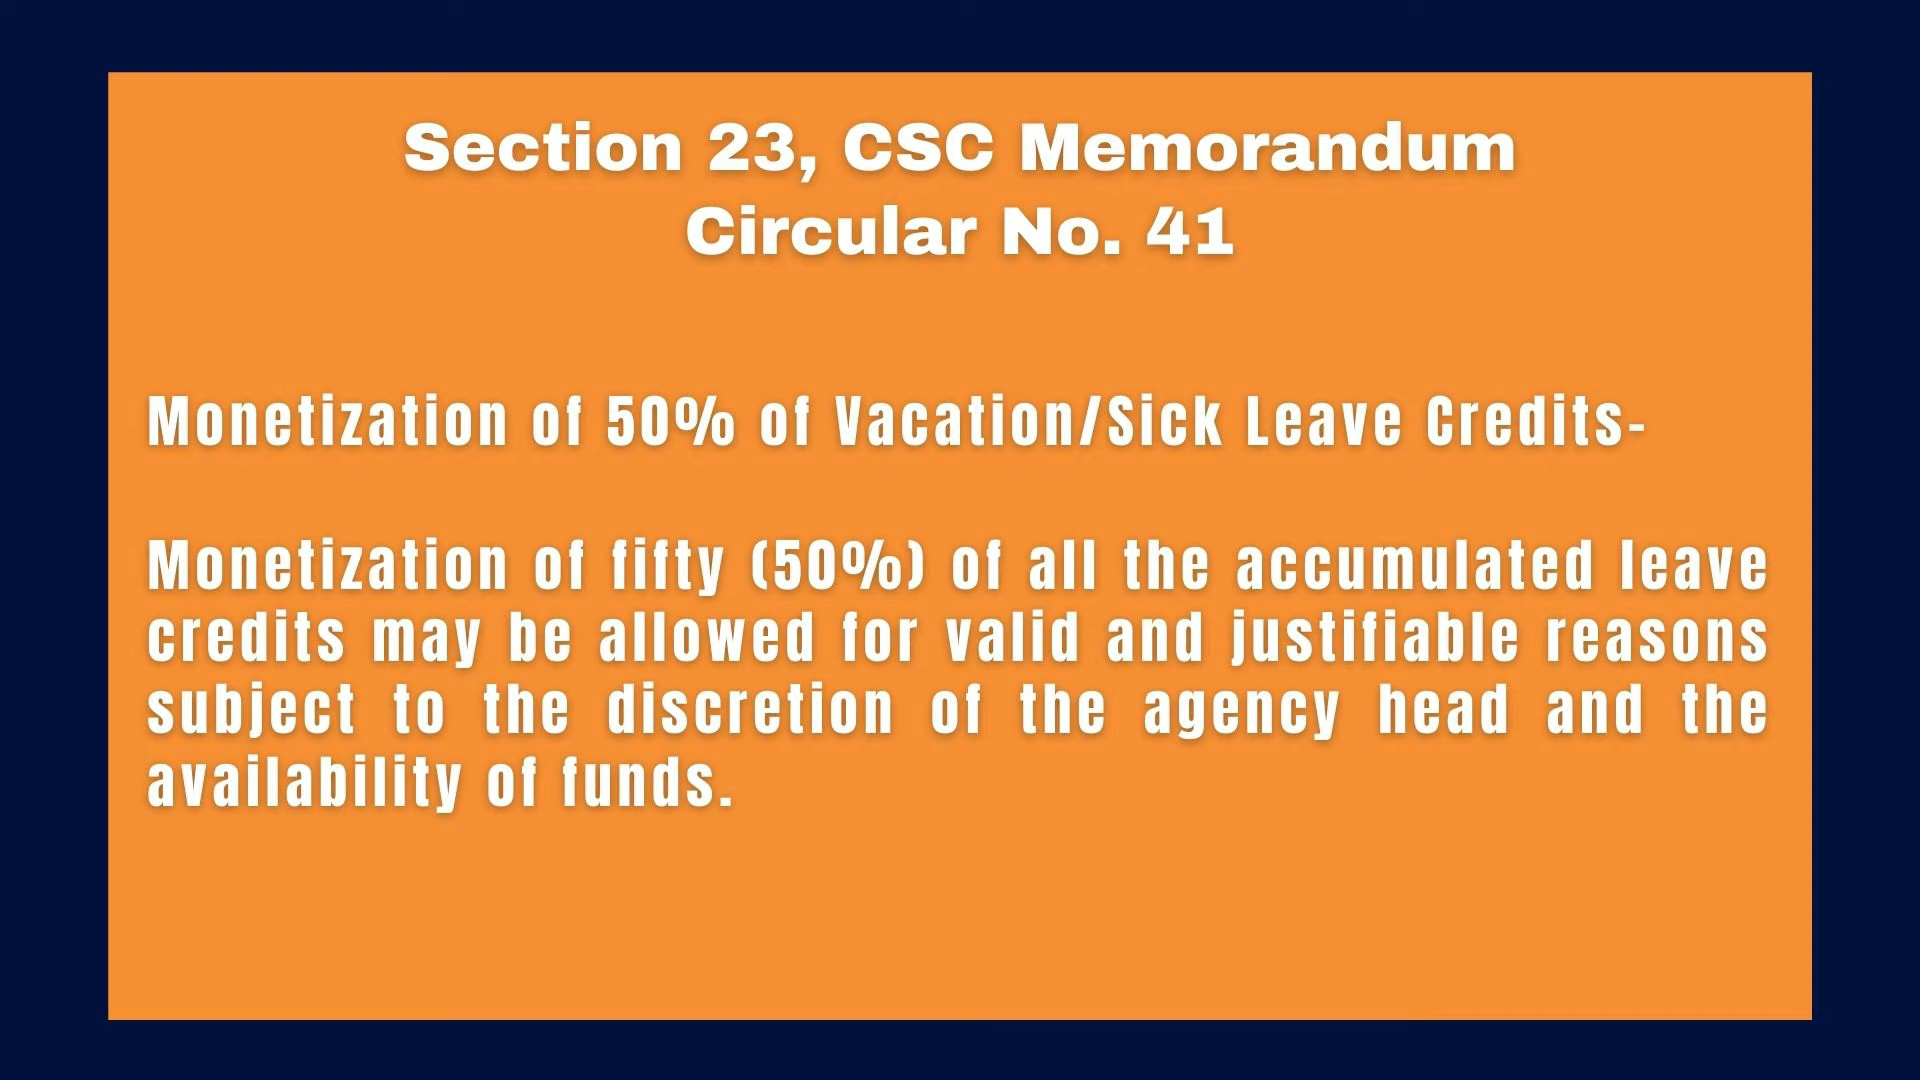 Section 23, CSC Memorandum
Circular No. 41
Monetization of 50% of Vacation/Sick Leave Credits-
Monetization of fifty (50%) of all the accumulated leave
credits may be allowed for valid and justifiable reasons
subject to the discretion of the agency head and the
availability of funds.